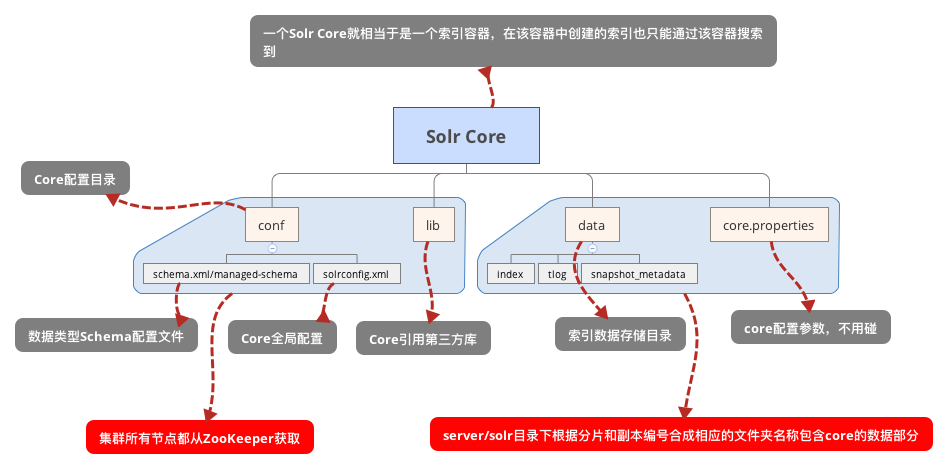 一个Solr Core就相当于是一个索引容器，在该容器中创建的索引也只能通过该容器搜索
到
Solr Core
Core配置目录
conf
lib
data
core.properties
schema.xml/managed-schema
solrconfig.xml
index
tlog
snapshot_metadata
数据类型Schema配置文件
Core全局配置
Core引用第三方库
索引数据存储目录
core配置参数，不用碰
集群所有节点都从ZooKeeper获取
server/solr目录下根据分片和副本编号合成相应的文件夹名称包含core的数据部分